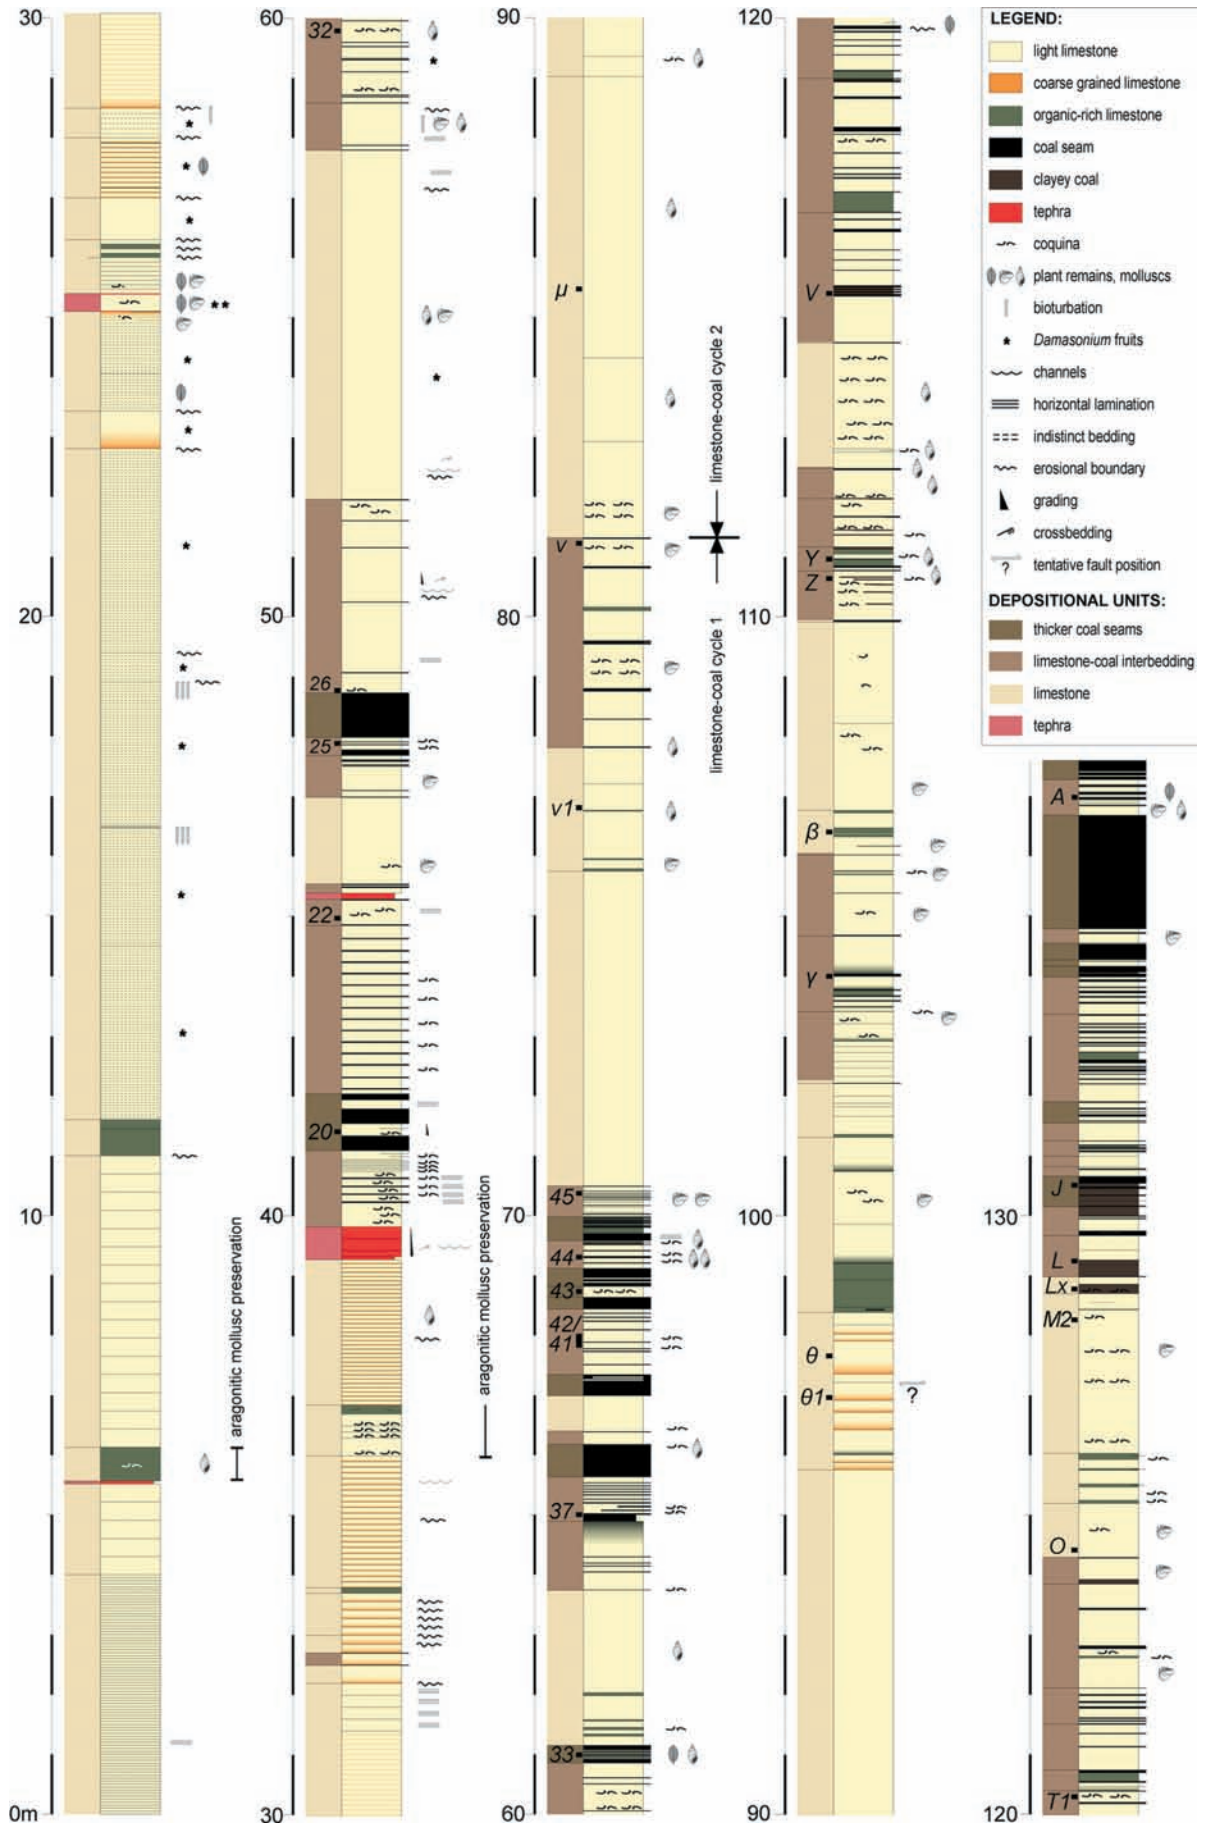 30
20
10
0m
aragonitic mollusc preservation
60
50
40
30
32
26
25
22
20
aragonitic mollusc preservation
90
80
70
60
μ
ν
ν1
45
44
43
42/
41
37
33
limestone-coal cycle 2
limestone-coal cycle 1
120
110
100
90
V
Y
Z
β
γ
θ
θ1
?
LEGEND:
light limestone
coarse grained limestone
organic-rich limestone
coal seam
clayey coal
tephra
coquina
plant remains, molluscs
bioturbation
Damasonium fruits
channels
horizontal lamination
indistinct bedding
erosional boundary
grading
crossbedding
? tentative fault position
DEPOSITIONAL UNITS:
thicker coal seams
limestone-coal interbedding
limestone
tephra
130
120
A
J
L
Lx
M2
O
T1